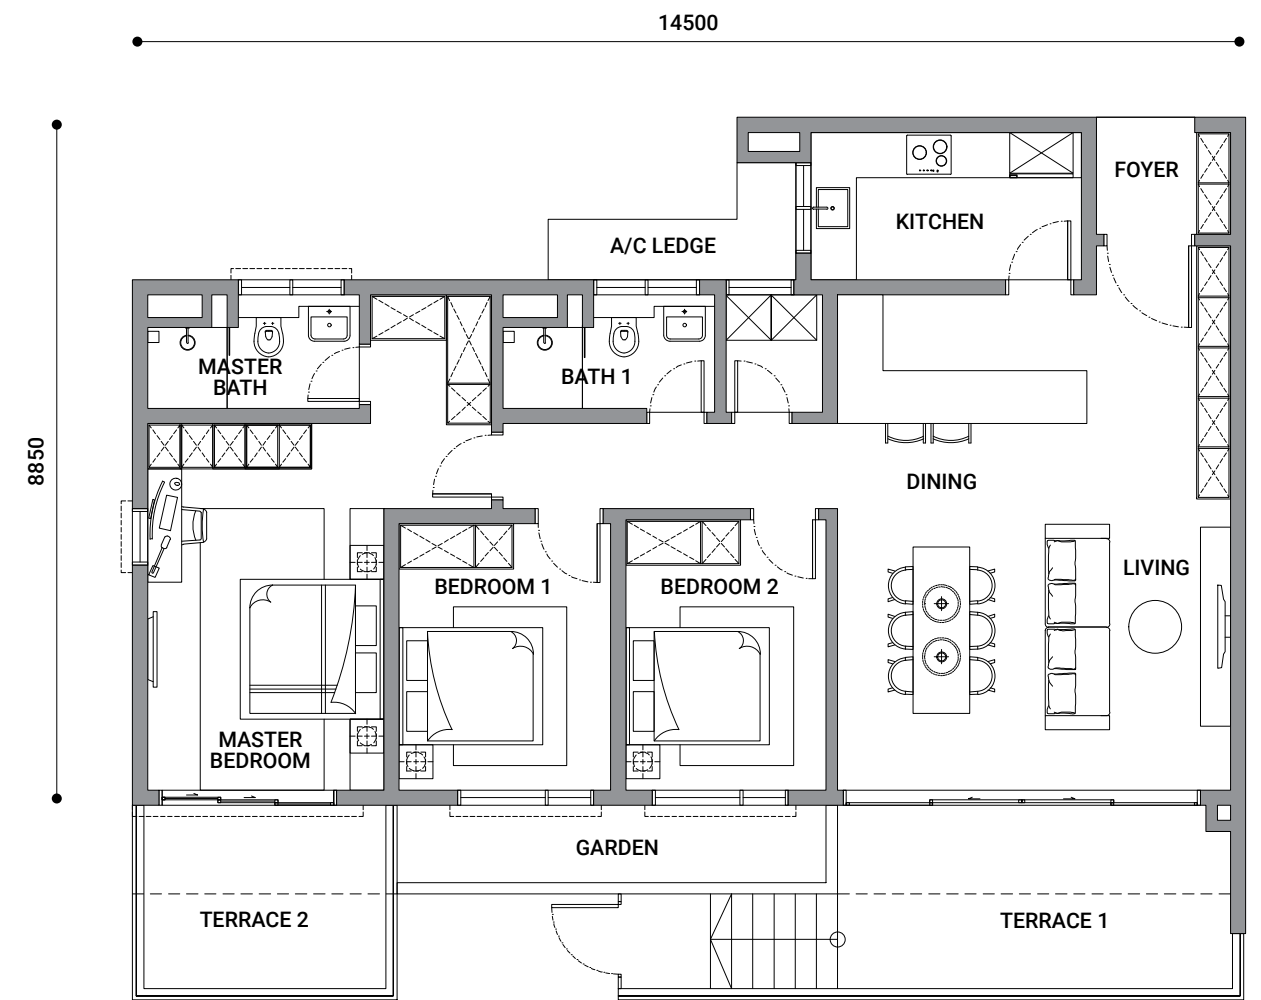 14500
FOYER
KITCHEN
A/C LEDGE
MASTER
BATH
BATH 1
8850
DINING
LIVING
BEDROOM 1
BEDROOM 2
MASTER
BEDROOM
GARDEN
TERRACE 2
TERRACE 1